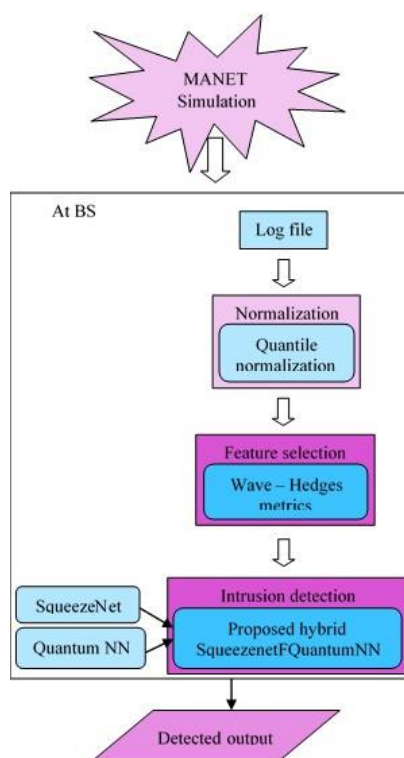 MANET
Simulation
At BS
Log file
Normalization
Quantile
normalization
Feature selection
Wave – Hedges
metrics
Intrusion detection
SqueezeNet
Quantum NN
Proposed hybrid
SqueezenetFQuantumNN
Detected output